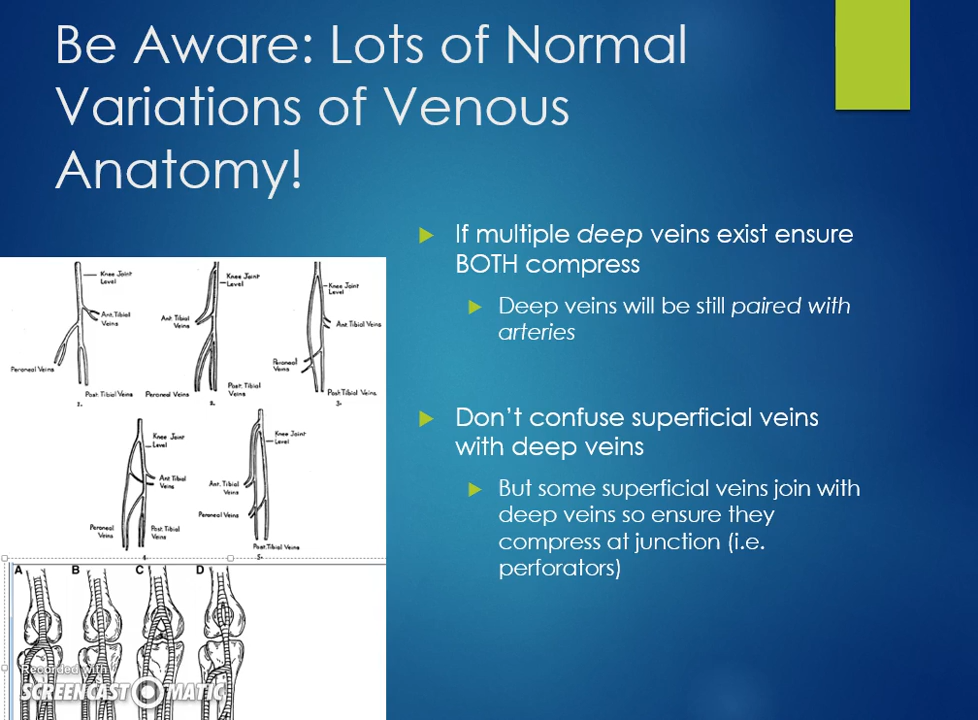 Be Aware: Lots of Normal
Variations of Venous
Anatomy!
If multiple deep veins exist ensure
BOTH compress
Deep veins will be still paired with
arteries
Don't confuse superficial veins
with deep veins
But some superficial veins join with
deep veins so ensure they
compress at junction (i.e.
perforators)
Knee Joint
Level
Ant. Tibial
Veins
Peroneal Veins
Post. Tibial Veins
1.
Knee Joint
Level
Ant. Tibial
Veins
Peroneal Veins
Post. Tibial
Veins
2.
Knee Joint
Level
Ant. Tibial Veins
Peroneal
Veins
Post. Tibial Veins
3.
Knee Joint
Level
Ant. Tibial
Veins
Peroneal
Veins
Post. Tibial
Veins
4.
Knee Joint
Level
Ant. Tibial
Veins
Peroneal Veins
Post. Tibial Veins
5.
A B C D
Recorded with
SCREENCAST MATIC